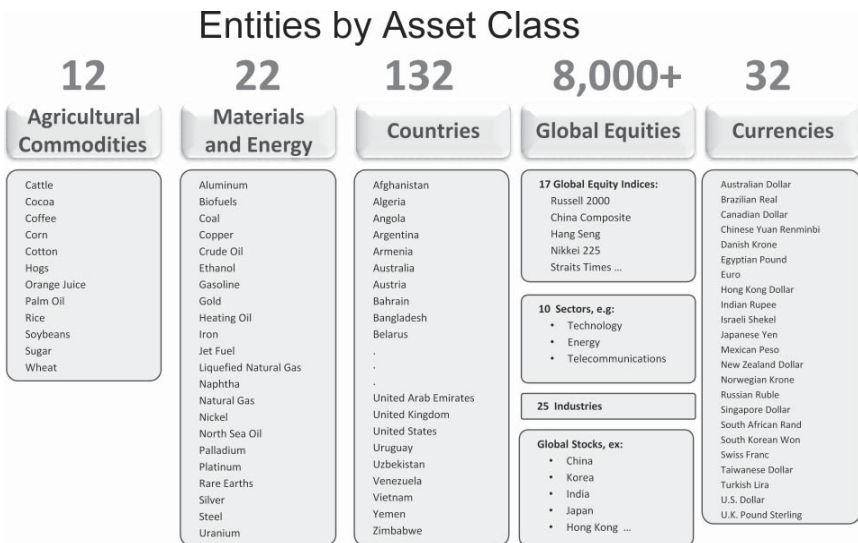 Entities by Asset Class
12
Agricultural
Commodities
Cattle
Cocoa
Coffee
Corn
Cotton
Hogs
Orange Juice
Palm Oil
Rice
Soybeans
Sugar
Wheat
22
Materials
and Energy
Aluminum
Biofuels
Coal
Copper
Crude Oil
Ethanol
Gasoline
Gold
Heating Oil
Iron
Jet Fuel
Liquefied Natural Gas
Naphtha
Natural Gas
Nickel
North Sea Oil
Palladium
Platinum
Rare Earths
Silver
Steel
Uranium
132
Countries
Afghanistan
Algeria
Angola
Argentina
Armenia
Australia
Austria
Bahrain
Bangladesh
Belarus
.
.
.
United Arab Emirates
United Kingdom
United States
Uruguay
Uzbekistan
Venezuela
Vietnam
Yemen
Zimbabwe
8,000+
Global Equities
17 Global Equity Indices:
Russell 2000
China Composite
Hang Seng
Nikkei 225
Straits Times ...
10 Sectors, e.g:
• Technology
• Energy
• Telecommunications
25 Industries
Global Stocks, ex:
• China
• Korea
• India
• Japan
• Hong Kong ...
32
Currencies
Australian Dollar
Brazilian Real
Canadian Dollar
Chinese Yuan Renminbi
Danish Krone
Egyptian Pound
Euro
Hong Kong Dollar
Indian Rupee
Israeli Shekel
Japanese Yen
Mexican Peso
New Zealand Dollar
Norwegian Krone
Russian Ruble
Singapore Dollar
South African Rand
South Korean Won
Swiss Franc
Taiwanese Dollar
Turkish Lira
U.S. Dollar
U.K. Pound Sterling